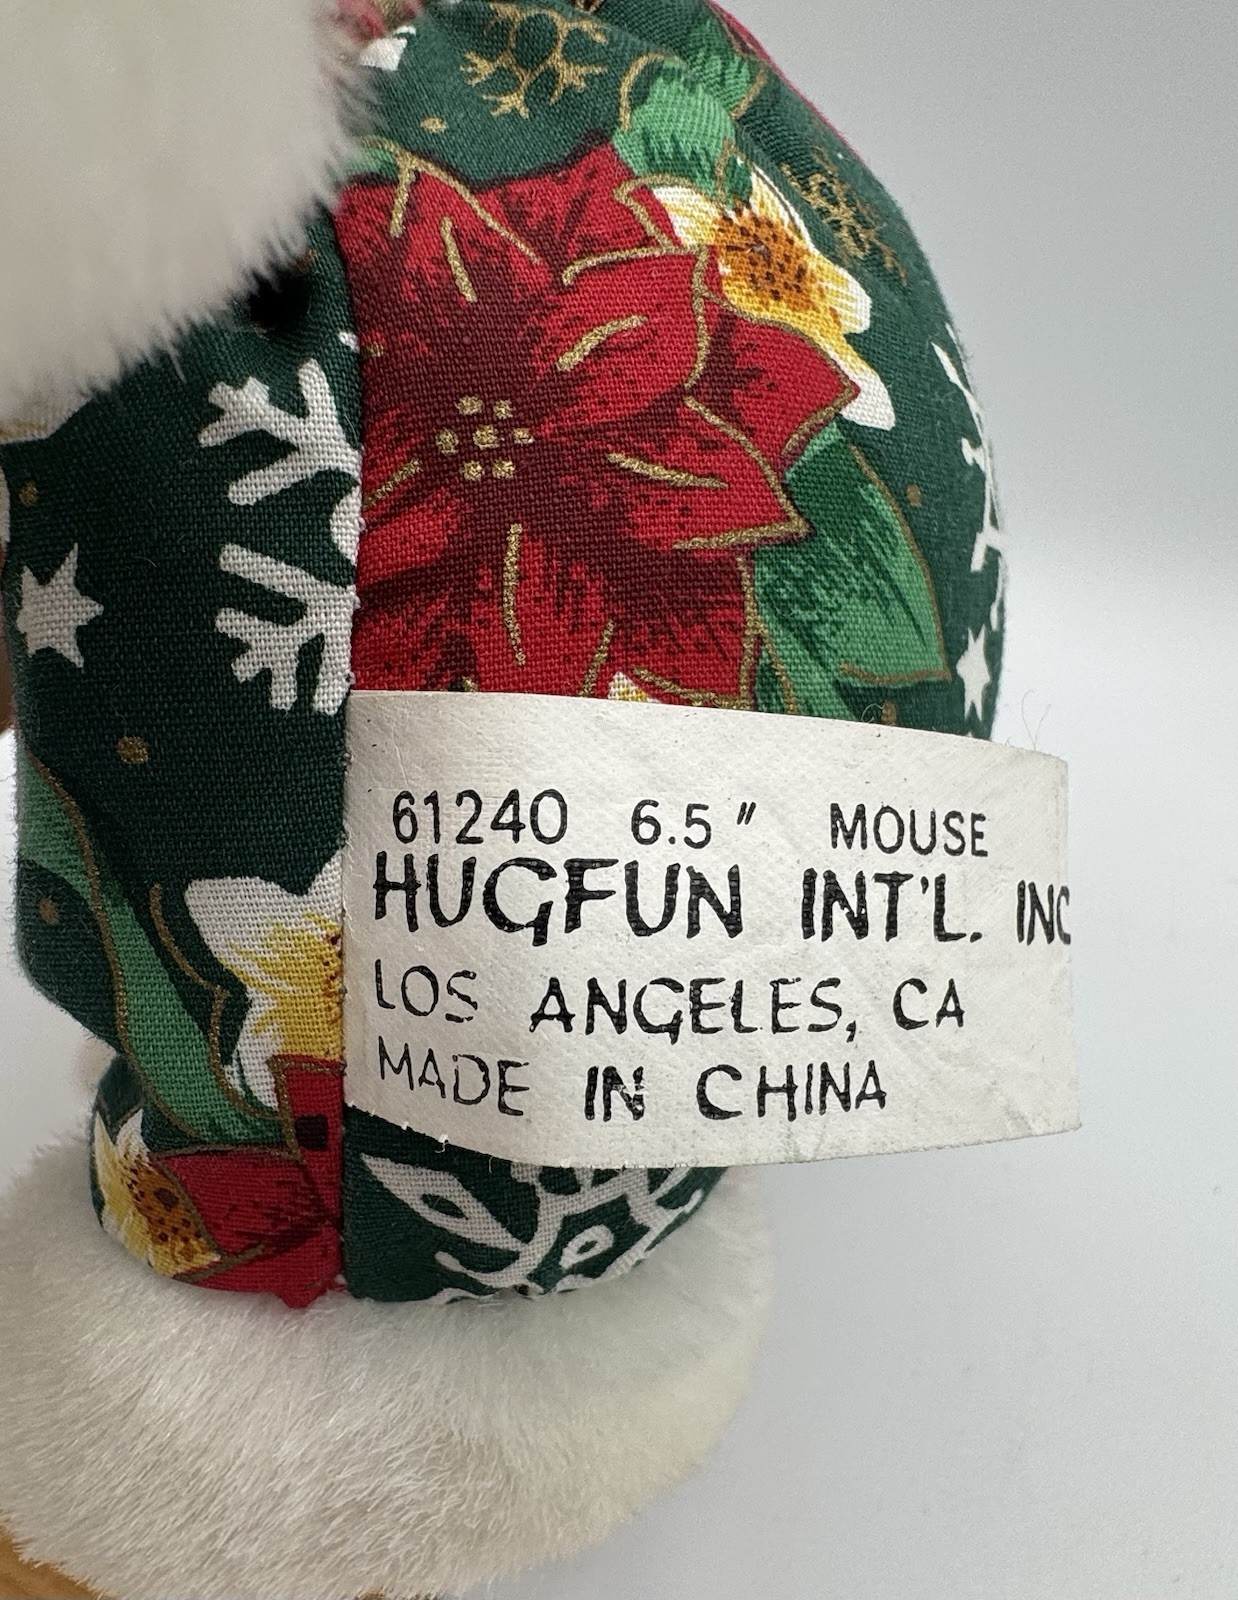 61240 6.5" MOUSE
HUGFUN INT'L. INC
LOS ANGELES, CA
MADE IN CHINA